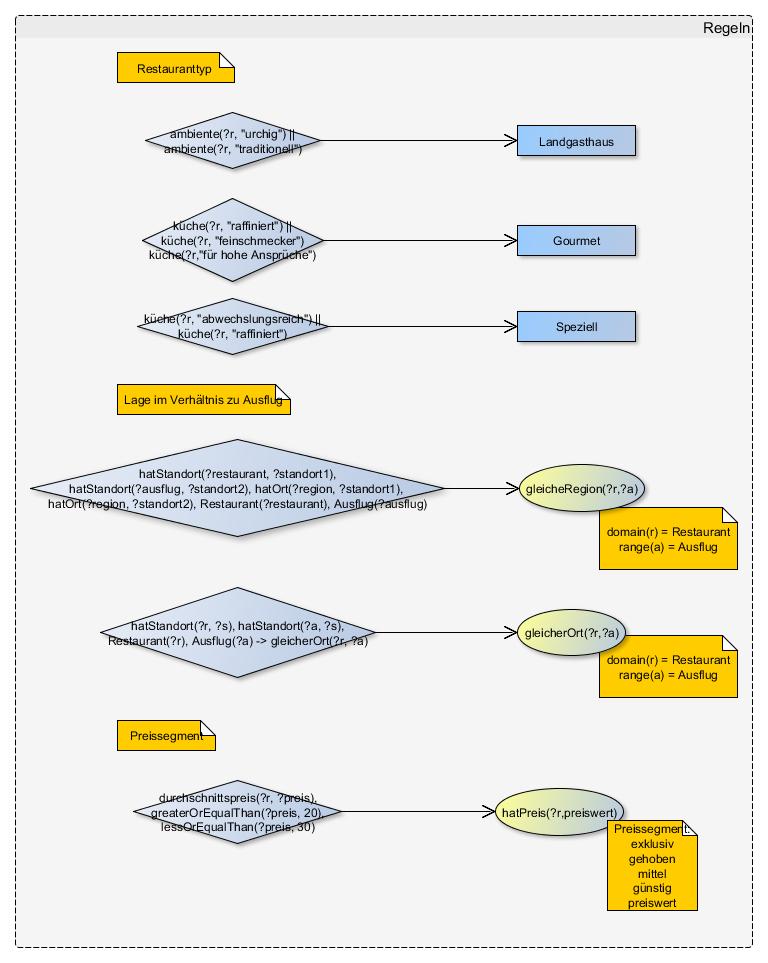 Regeln
Restauranttyp
ambiente(?r, "urchig") ||
ambiente(?r, "traditionell")
Landgasthaus
küche(?r, "raffiniert") ||
küche(?r, "feinschmecker")
küche(?r,"für hohe Ansprüche")
Gourmet
küche(?r, "abwechslungsreich") ||
küche(?r, "raffiniert")
Speziell
Lage im Verhältnis zu Ausflug
hatStandort(?restaurant, ?standort1),
hatStandort(?ausflug, ?standort2), hatOrt(?region, ?standort1),
hatOrt(?region, ?standort2), Restaurant(?restaurant), Ausflug(?ausflug)
gleicheRegion(?r,?a)
domain(r) = Restaurant
range(a) = Ausflug
hatStandort(?r, ?s), hatStandort(?a, ?s),
Restaurant(?r), Ausflug(?a) -> gleicherOrt(?r, ?a)
gleicherOrt(?r,?a)
domain(r) = Restaurant
range(a) = Ausflug
Preissegment
durchschnittspreis(?r, ?preis),
greaterOrEqualThan(?preis, 20),
lessOrEqualThan(?preis, 30)
hatPreis(?r,preiswert)
Preissegment:
exklusiv
gehoben
mittel
günstig
preiswert